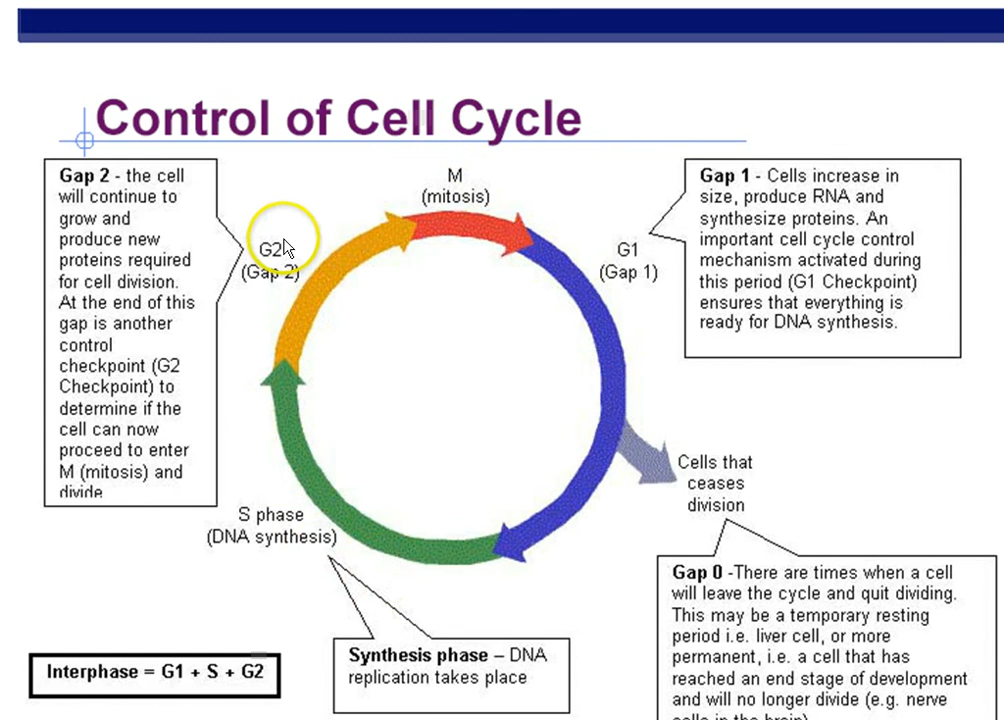 Control of Cell Cycle
Gap 2 - the cell
will continue to
grow and
produce new
proteins required
for cell division.
At the end of this
gap is another
control
checkpoint (G2
Checkpoint) to
determine if the
cell can now
proceed to enter
M (mitosis) and
divide
M
(mitosis)
G2
(Gap 2)
G1
(Gap 1)
Gap 1 - Cells increase in
size, produce RNA and
synthesize proteins. An
important cell cycle control
mechanism activated during
this period (G1 Checkpoint)
ensures that everything is
ready for DNA synthesis.
Cells that
ceases
division
S phase
(DNA synthesis)
Gap 0 -There are times when a cell
will leave the cycle and quit dividing.
This may be a temporary resting
period i.e. liver cell, or more
permanent, i.e. a cell that has
reached an end stage of development
and will no longer divide (e.g. nerve
cells in the brain)
Synthesis phase – DNA
replication takes place
Interphase = G1 + S + G2